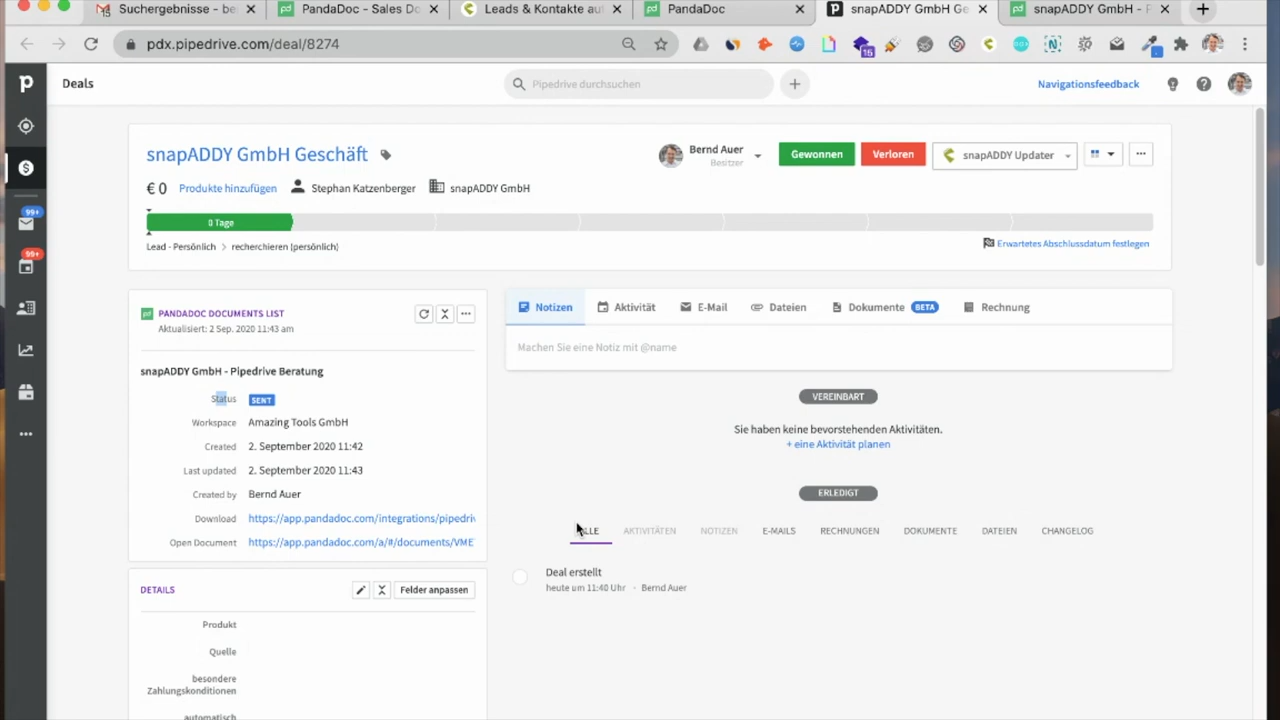 Suchergebnisse - be
PandaDoc - Sales Do
Leads & Kontakte auf
PandaDoc
snapADDY GmbH Ge
snapADDY GmbH - P
pdx.pipedrive.com/deal/8274
15
Deals
Pipedrive durchsuchen
Navigationsfeedback
snapADDY GmbH Geschäft
Bernd Auer
Besitzer
Gewonnen
Verloren
snapADDY Updater
€ 0
Produkte hinzufügen
Stephan Katzenberger
snapADDY GmbH
0 Tage
Lead - Persönlich > recherchieren (persönlich)
Erwartetes Abschlussdatum festlegen
99+
99+
PANDADOC DOCUMENTS LIST
Aktualisiert: 2 Sep. 2020 11:43 am
snapADDY GmbH - Pipedrive Beratung
Status SENT
Workspace Amazing Tools GmbH
Created 2. September 2020 11:42
Last updated 2. September 2020 11:43
Created by Bernd Auer
Download https://app.pandadoc.com/integrations/pipedriv
Open Document https://app.pandadoc.com/a/#/documents/VME
DETAILS
Felder anpassen
Produkt
Quelle
besondere
Zahlungskonditionen
automatisch
Notizen
Aktivität
E-Mail
Dateien
Dokumente BETA
Rechnung
Machen Sie eine Notiz mit @name
VEREINBART
Sie haben keine bevorstehenden Aktivitäten.
+ eine Aktivität planen
ERLEDIGT
ALLE AKTIVITÄTEN NOTIZEN E-MAILS RECHNUNGEN DOKUMENTE DATEIEN CHANGELOG
Deal erstellt
heute um 11:40 Uhr · Bernd Auer